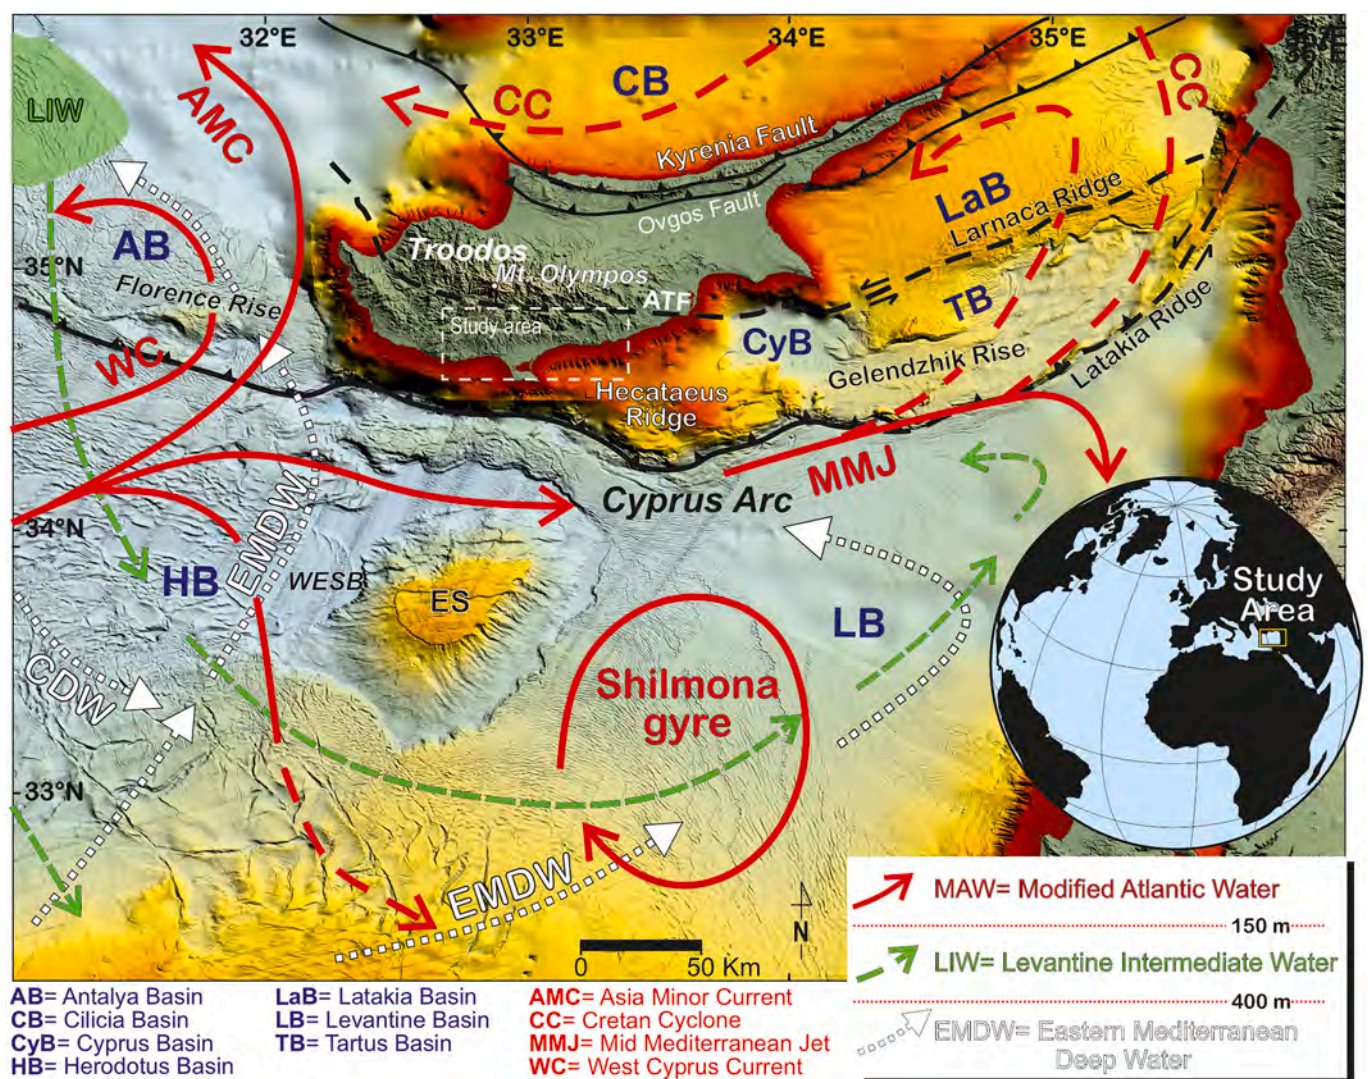 32°E
33°E
34°E
35°E
LIW
AMC
CC
CB
CC
Kyrenia Fault
Ovgos Fault
LaB
Larnaca Ridge
AB
35°N
Florence Rise
Troodos
Mt. Olympos
ATF
Study area
CyB
TB
Gelendzhik Rise
Latakia Ridge
WC
Hecataeus
Ridge
MMJ
Cyprus Arc
34°N
EMDW
HB
WESB
ES
LB
Study
Area
CDW
Shilmona
gyre
33°N
EMDW
N
0 50 Km
MAW= Modified Atlantic Water
150 m
LIW= Levantine Intermediate Water
400 m
EMDW= Eastern Mediterranean
Deep Water
AB= Antalya Basin
CB= Cilicia Basin
CyB= Cyprus Basin
HB= Herodotus Basin
LaB= Latakia Basin
LB= Levantine Basin
TB= Tartus Basin
AMC= Asia Minor Current
CC= Cretan Cyclone
MMJ= Mid Mediterranean Jet
WC= West Cyprus Current